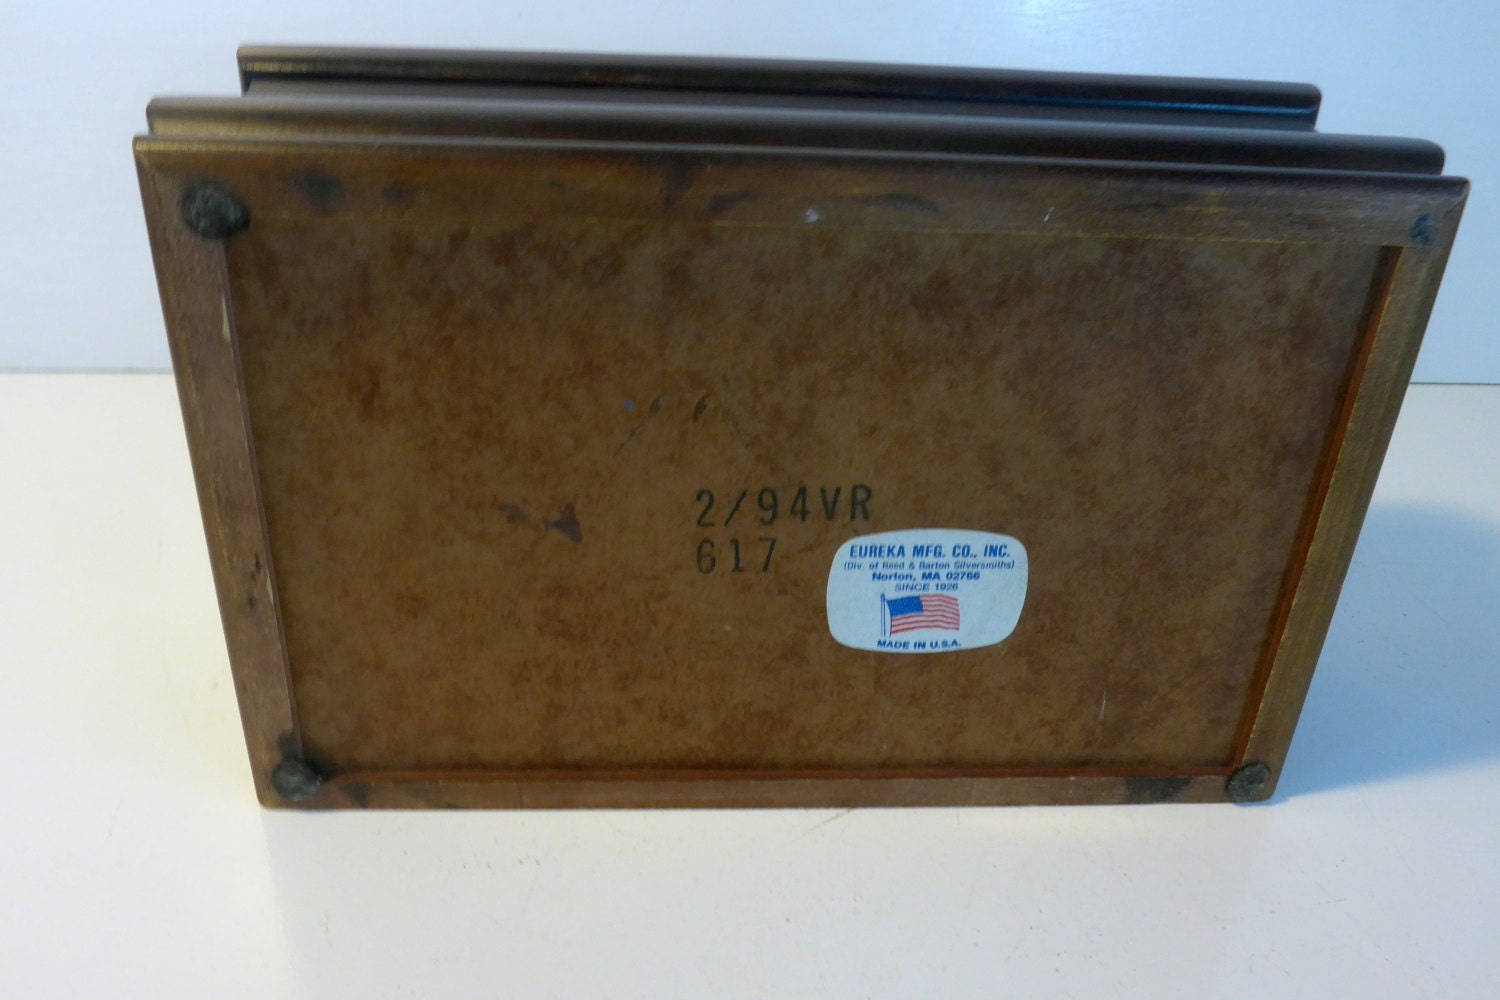 2/94VR
617
EUREKA MFG. CO., INC.
(Div. of Reed & Barton Silversmiths)
Norton, MA 02766
SINCE 1926
MADE IN U.S.A.